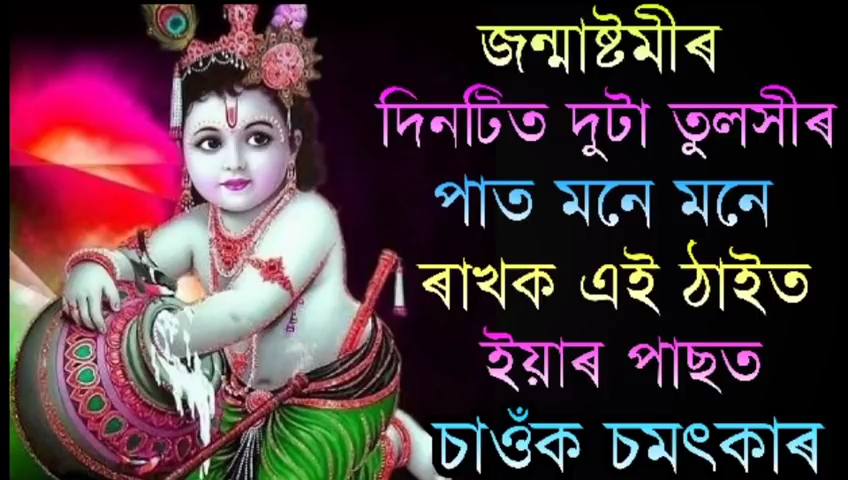 জন্মাষ্টমীৰ
দিনটিত দুটা তুলসীৰ
পাত মনে মনে
ৰাখক এই ঠাইত
ইয়াৰ পাছত
চাওঁক চমৎকাৰ